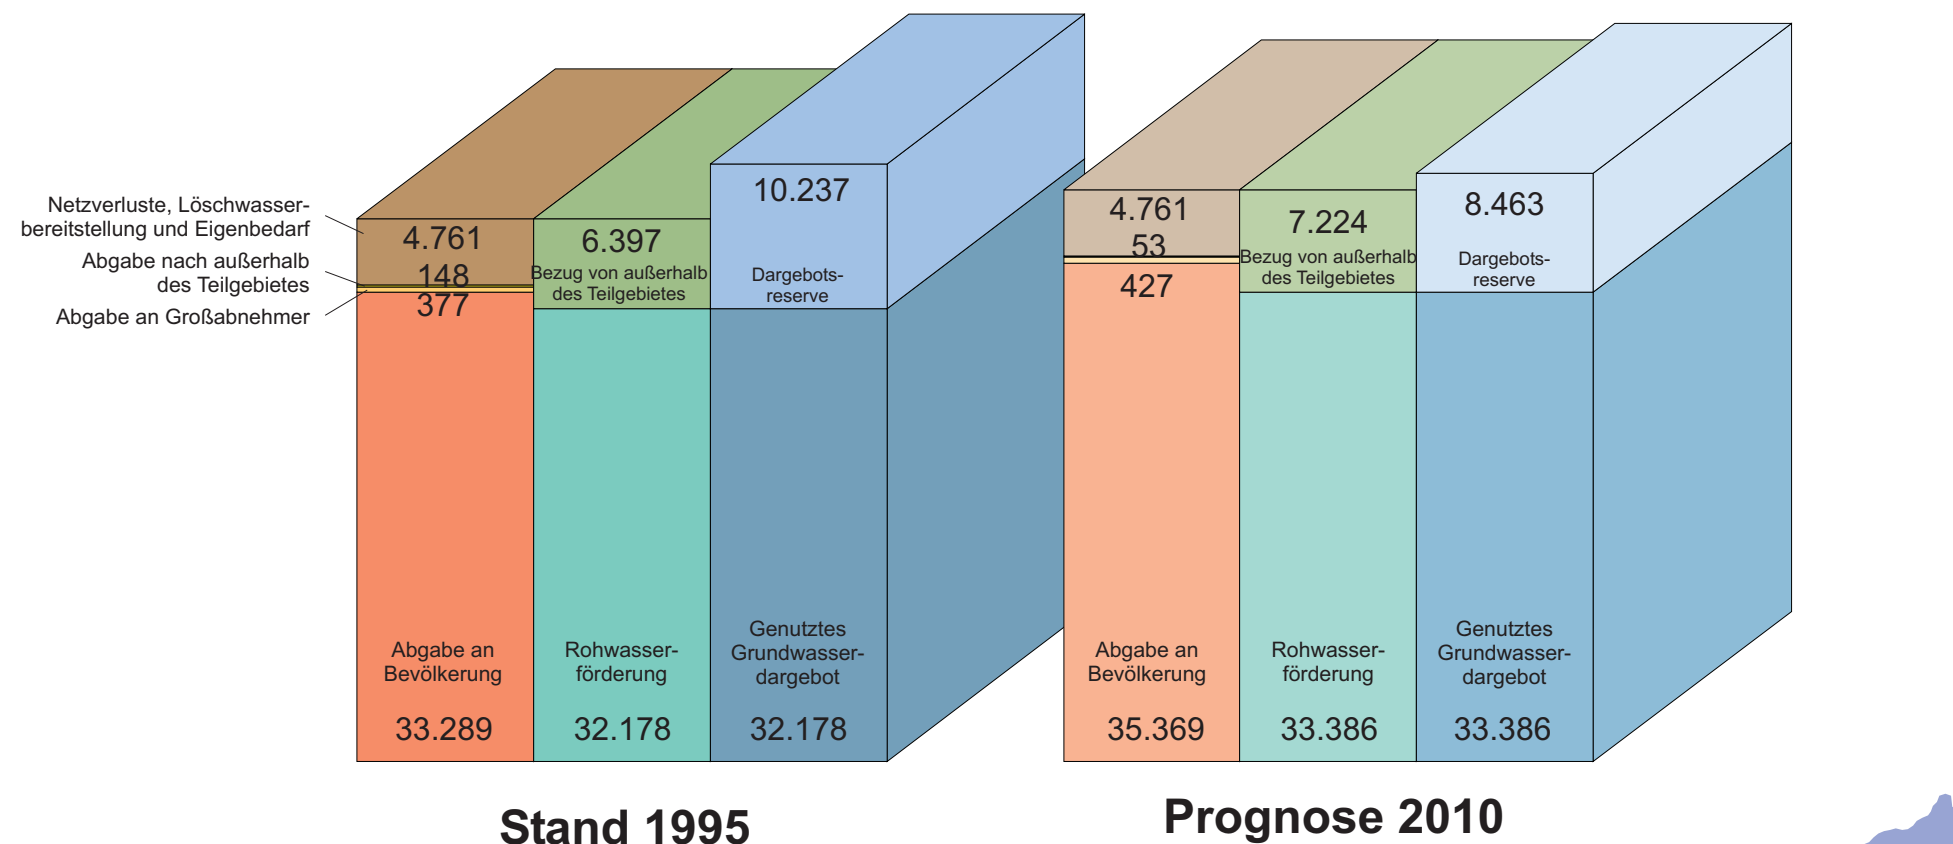 Netzverluste, Löschwasser-
bereitstellung und Eigenbedarf
Abgabe nach außerhalb
des Teilgebietes
Abgabe an Großabnehmer
4.761
148
377
Abgabe an
Bevölkerung
33.289
6.397
Bezug von außerhalb
des Teilgebietes
Rohwasser-
förderung
32.178
10.237
Dargebots-
reserve
Genutztes
Grundwasser-
dargebot
32.178
Stand 1995
4.761
53
427
Abgabe an
Bevölkerung
35.369
7.224
Bezug von außerhalb
des Teilgebietes
Rohwasser-
förderung
33.386
8.463
Dargebots-
reserve
Genutztes
Grundwasser-
dargebot
33.386
Prognose 2010